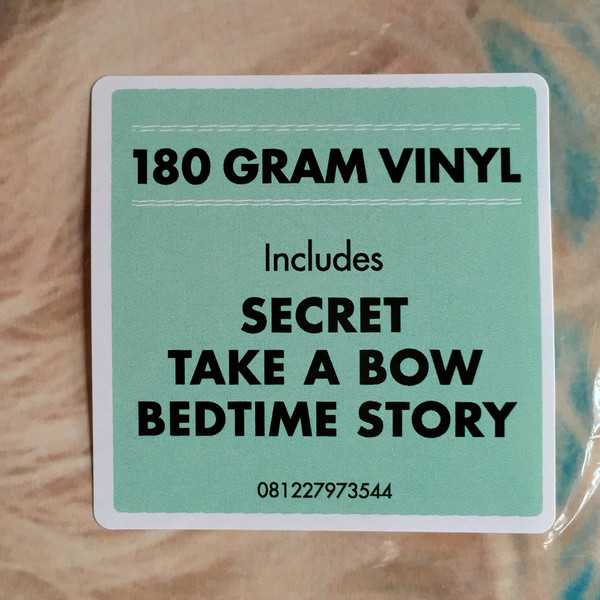 180 GRAM VINYL
Includes
SECRET
TAKE A BOW
BEDTIME STORY
081227973544